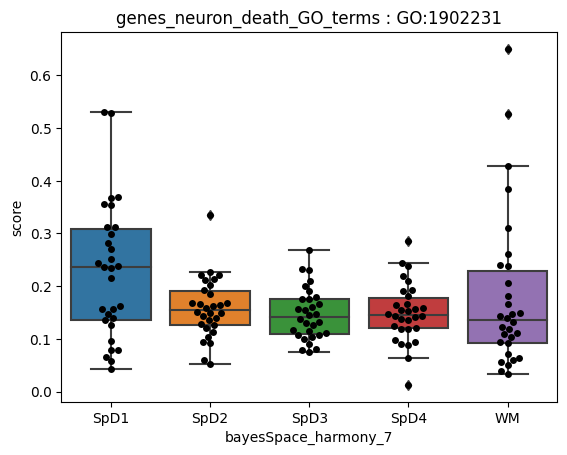 genes_neuron_death_GO_terms : GO:1902231
score
0.6
0.5
0.4
0.3
0.2
0.1
0.0
SpD1 SpD2 SpD3 SpD4 WM
bayesSpace_harmony_7